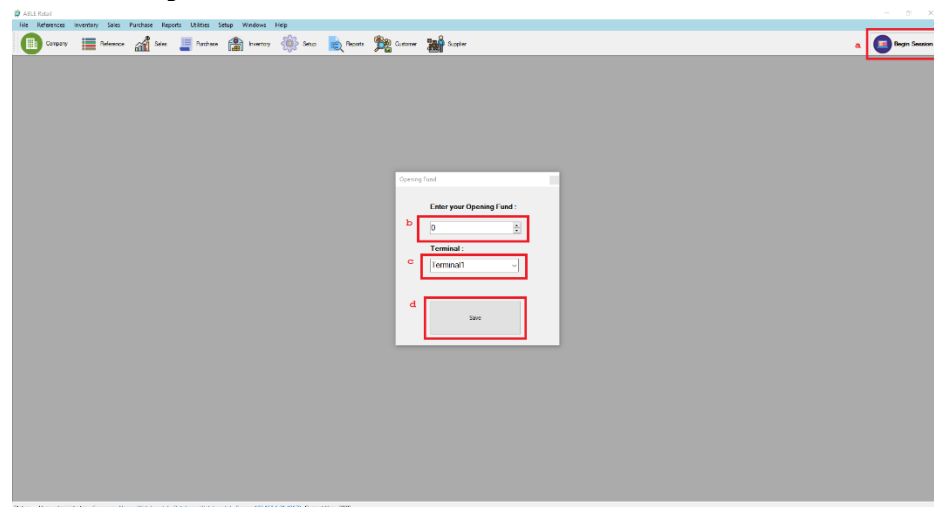 ABLE Retail
File References Inventory Sales Purchase Reports Utilities Setup Windows Help
Company Reference Sales Purchase Inventory Setup Reports Customer Supplier a Begin Session
Opening Fund
Enter your Opening Fund :
b 0
Terminal :
c Terminal1
d Save